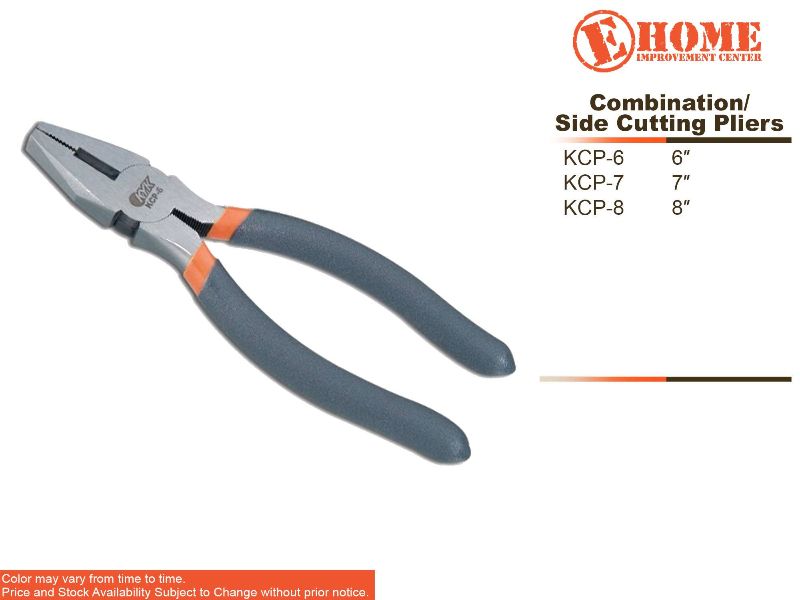 E HOME
IMPROVEMENT CENTER
Combination/
Side Cutting Pliers
KCP-6 6″
KCP-7 7″
KCP-8 8″
KCP-6
Color may vary from time to time.
Price and Stock Availability Subject to Change without prior notice.